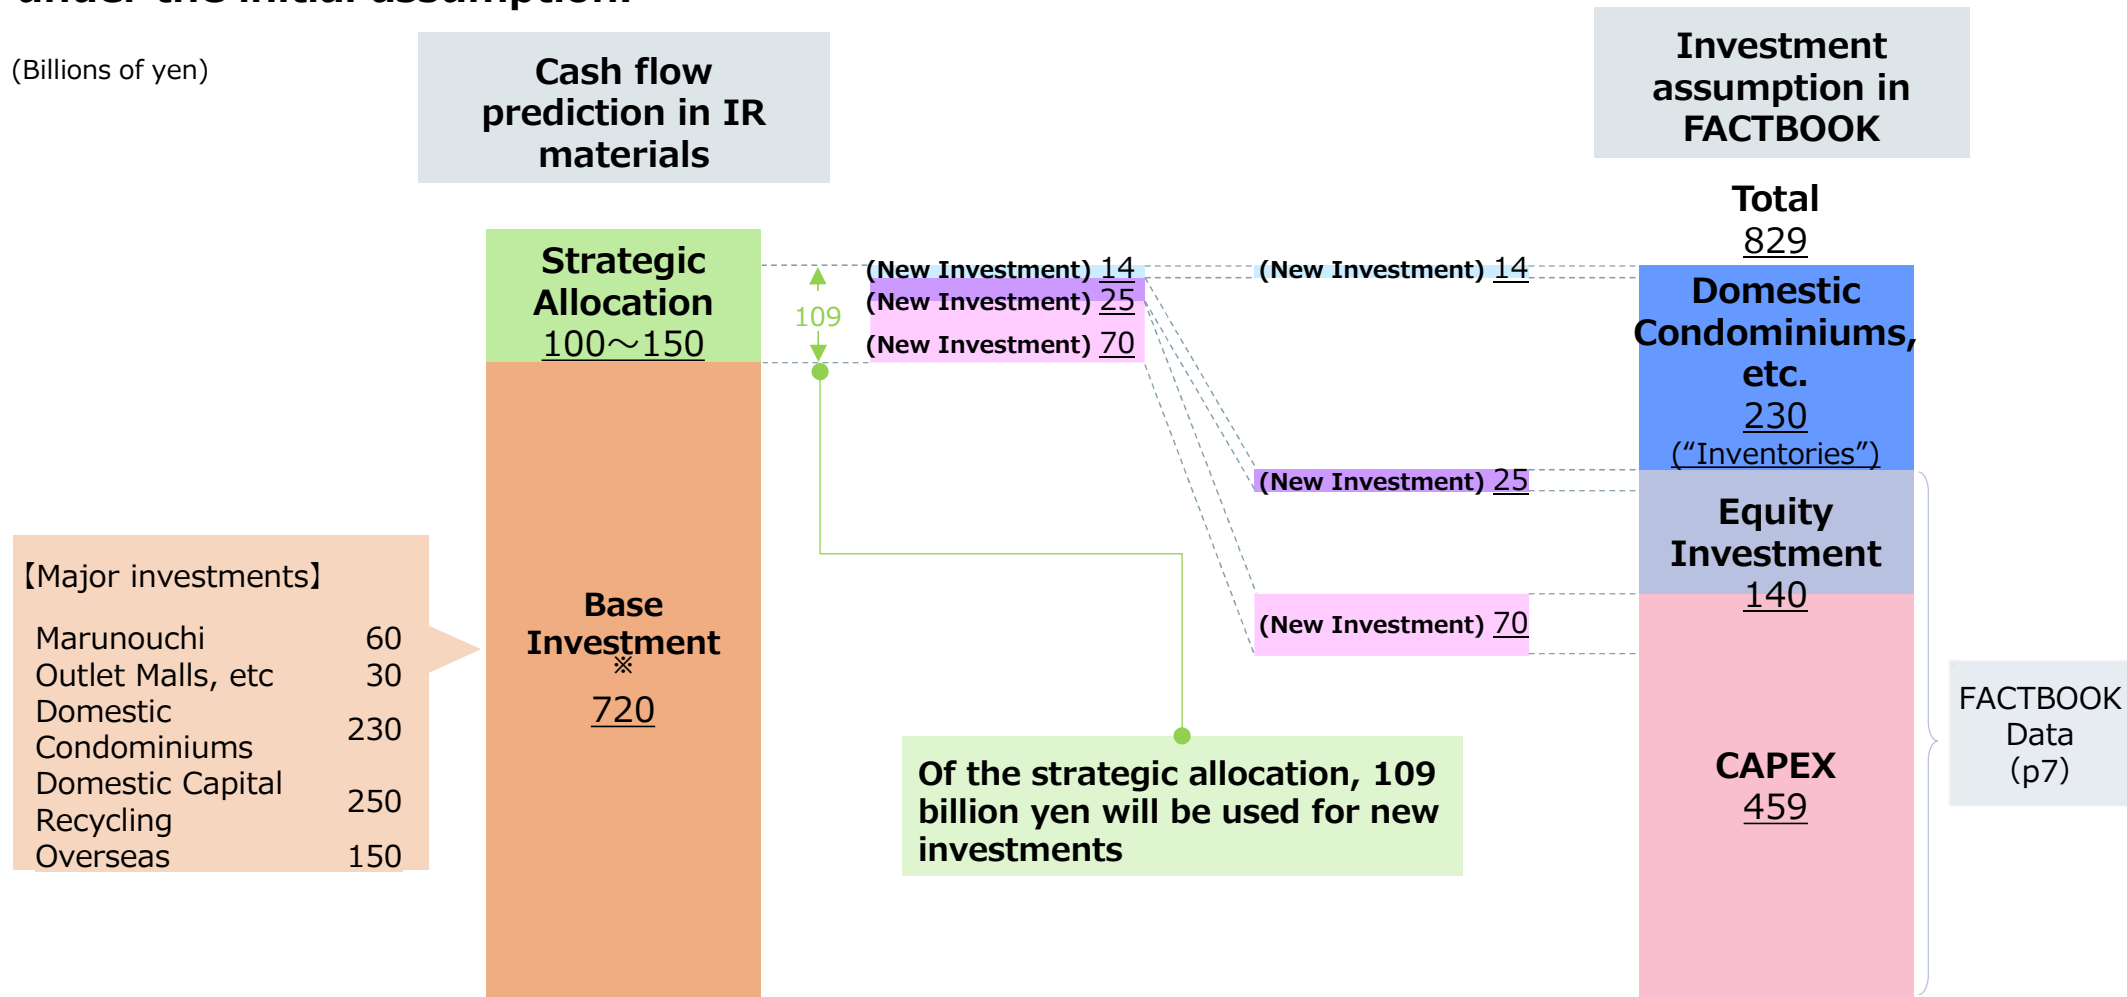 under the initial assumption.
(Billions of yen)
Cash flow
prediction in IR
materials
Investment
assumption in
FACTBOOK
Total
829
Strategic
Allocation
100～150
109
(New Investment) 14
(New Investment) 25
(New Investment) 70
(New Investment) 14
(New Investment) 25
(New Investment) 70
Domestic
Condominiums,
etc.
230
(“Inventories”)
Equity
Investment
140
CAPEX
459
FACTBOOK
Data
(p7)
Base
Investment
※
720
【Major investments】
Marunouchi 60
Outlet Malls, etc 30
Domestic
Condominiums 230
Domestic Capital
Recycling 250
Overseas 150
Of the strategic allocation, 109
billion yen will be used for new
investments